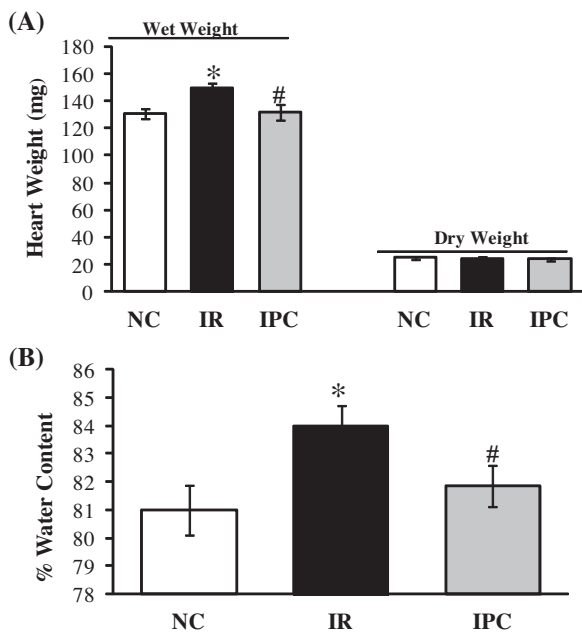 (A)
Wet Weight
Heart Weight (mg)
180
160
140
120
100
80
60
40
20
0
*
#
Dry Weight
NC IR IPC NC IR IPC
(B)
% Water Content
86
85
84
83
82
81
80
79
78
*
#
NC IR IPC